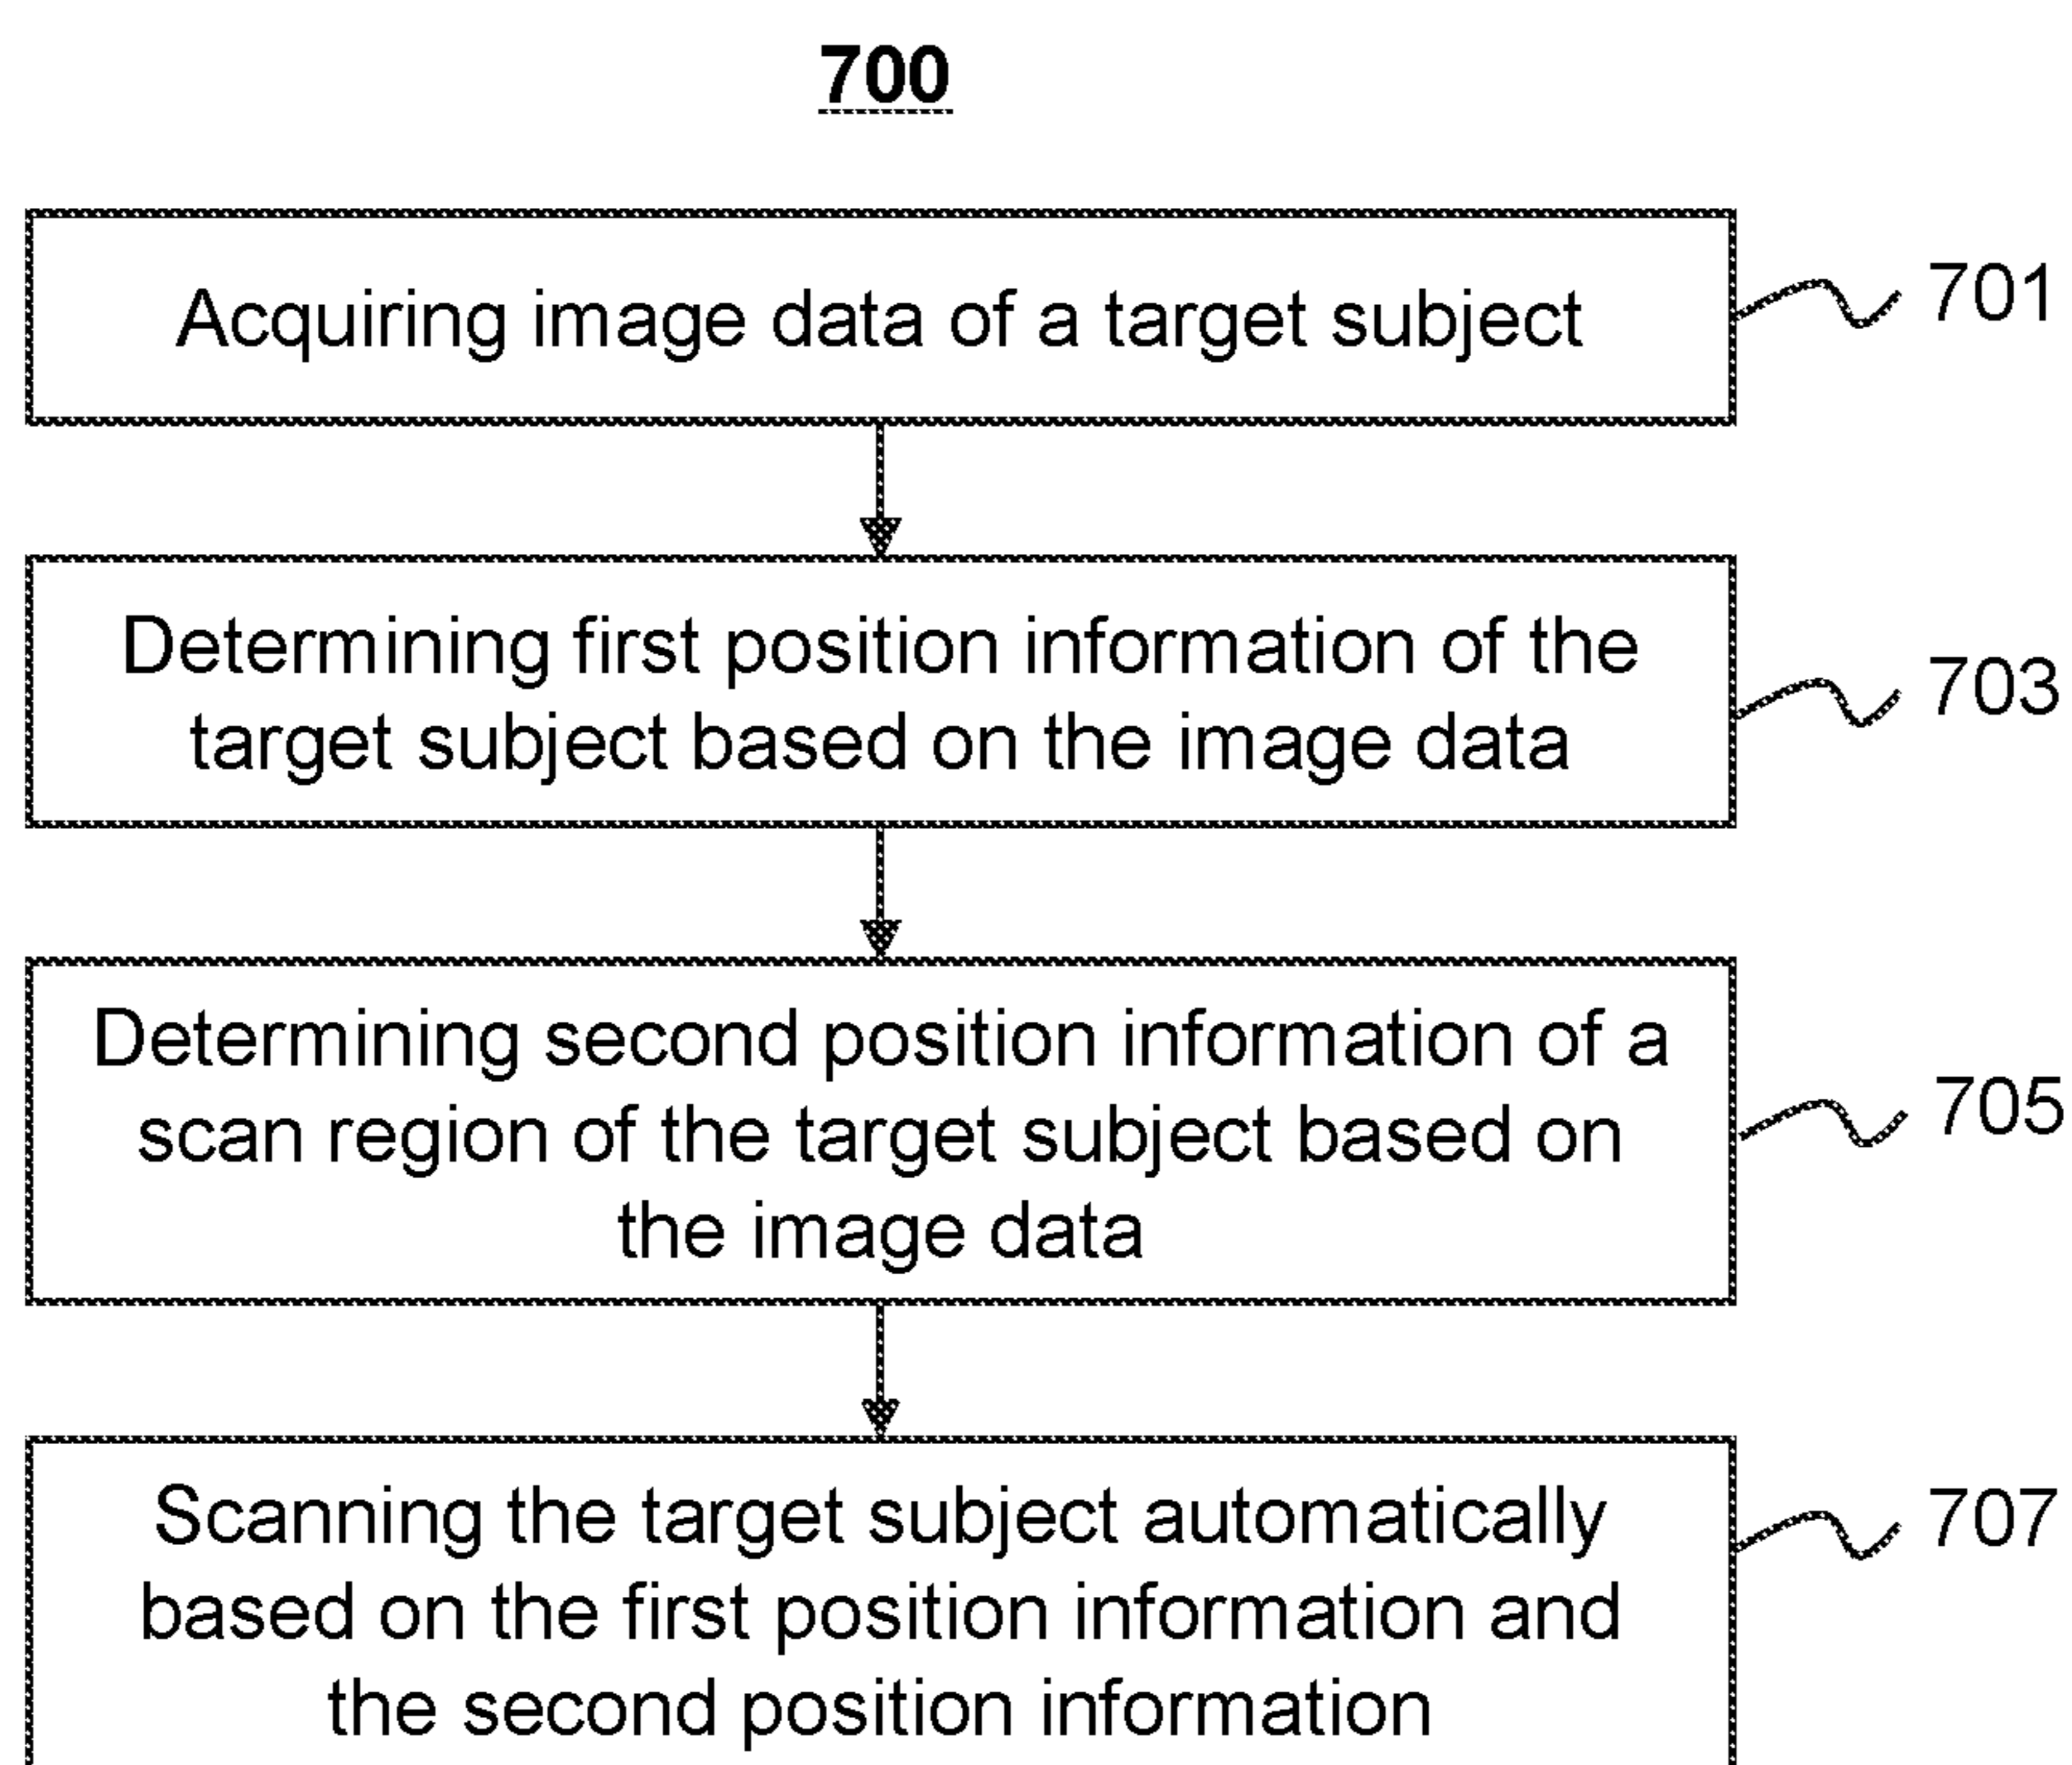 700
Acquiring image data of a target subject
701
Determining first position information of the
target subject based on the image data
703
Determining second position information of a
scan region of the target subject based on
the image data
705
Scanning the target subject automatically
based on the first position information and
the second position information
707